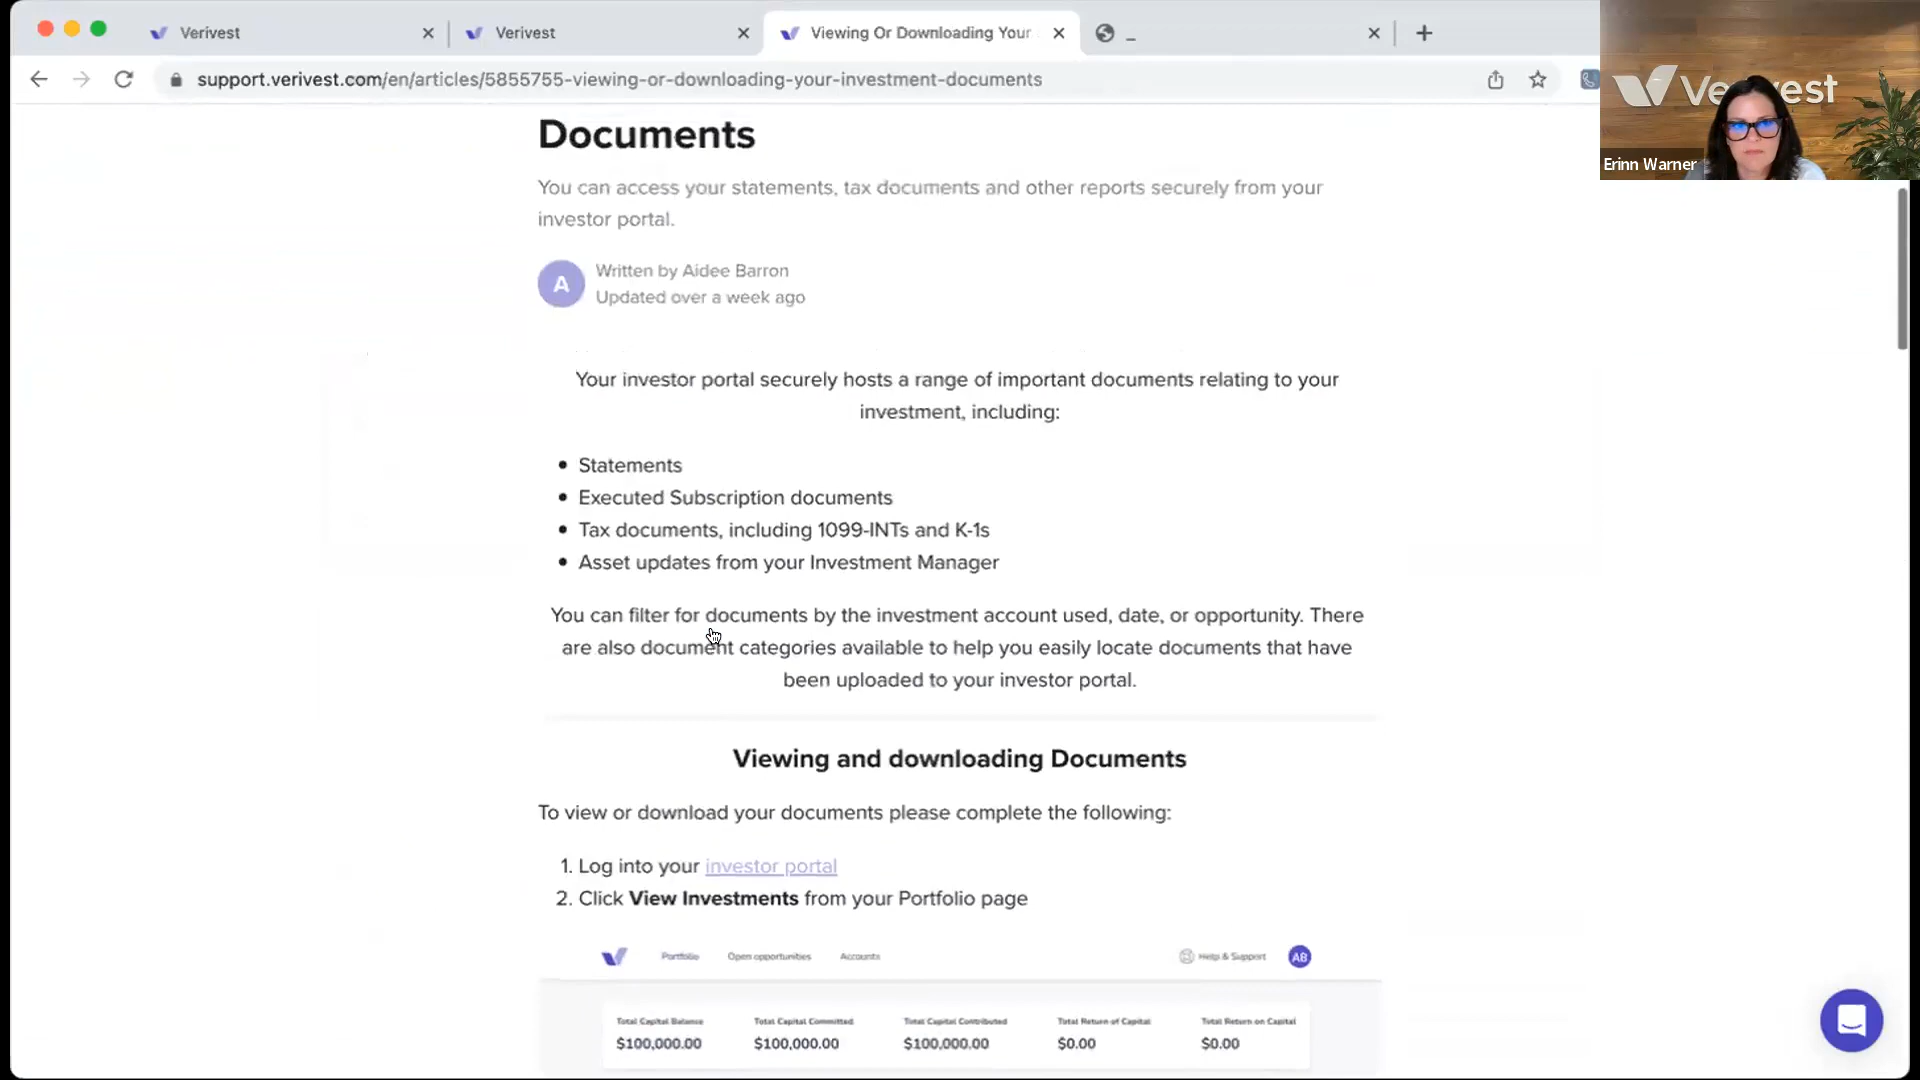 Verivest
Verivest
Viewing Or Downloading Your
_
support.verivest.com/en/articles/5855755-viewing-or-downloading-your-investment-documents
Verivest
Erinn Warner
Documents
You can access your statements, tax documents and other reports securely from your
investor portal.
A
Written by Aidee Barron
Updated over a week ago
Your investor portal securely hosts a range of important documents relating to your
investment, including:
• Statements
• Executed Subscription documents
• Tax documents, including 1099-INTs and K-1s
• Asset updates from your Investment Manager
You can filter for documents by the investment account used, date, or opportunity. There
are also document categories available to help you easily locate documents that have
been uploaded to your investor portal.
Viewing and downloading Documents
To view or download your documents please complete the following:
1. Log into your investor portal
2. Click View Investments from your Portfolio page
Portfolio Open opportunities Accounts Help & Support AB
Total Capital Balance Total Capital Committed Total Capital Contributed Total Return of Capital Total Return on Capital
$100,000.00 $100,000.00 $100,000.00 $0.00 $0.00